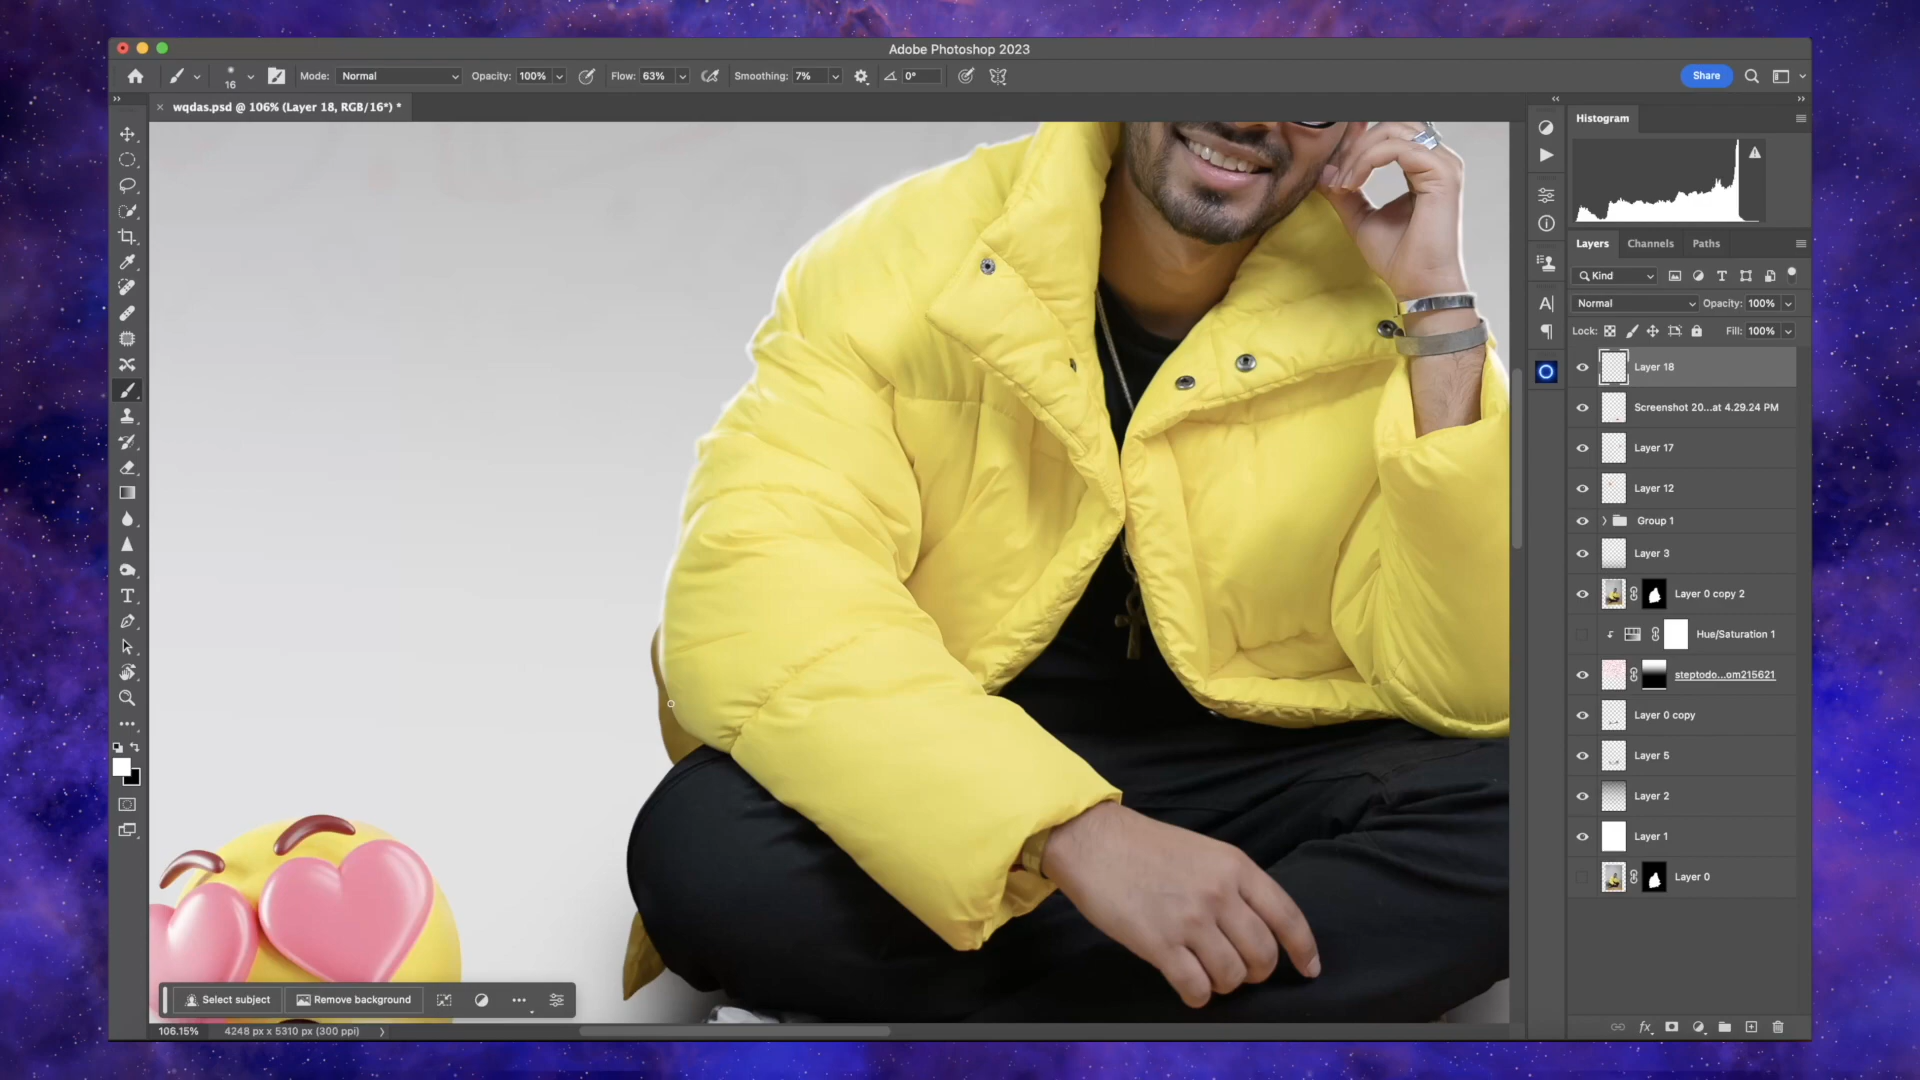 Adobe Photoshop 2023
16 Mode: Normal Opacity: 100% Flow: 63% Smoothing: 7% 0° Share
wqdas.psd @ 106% (Layer 18, RGB/16*) *
Histogram
Layers Channels Paths
Kind
Normal Opacity: 100%
Lock: Fill: 100%
Layer 18
Screenshot 20...at 4.29.24 PM
Layer 17
Layer 12
Group 1
Layer 3
Layer 0 copy 2
Hue/Saturation 1
steptodo...om215621
Layer 0 copy
Layer 5
Layer 2
Layer 1
Layer 0
Select subject Remove background
106.15% 4248 px x 5310 px (300 ppi)